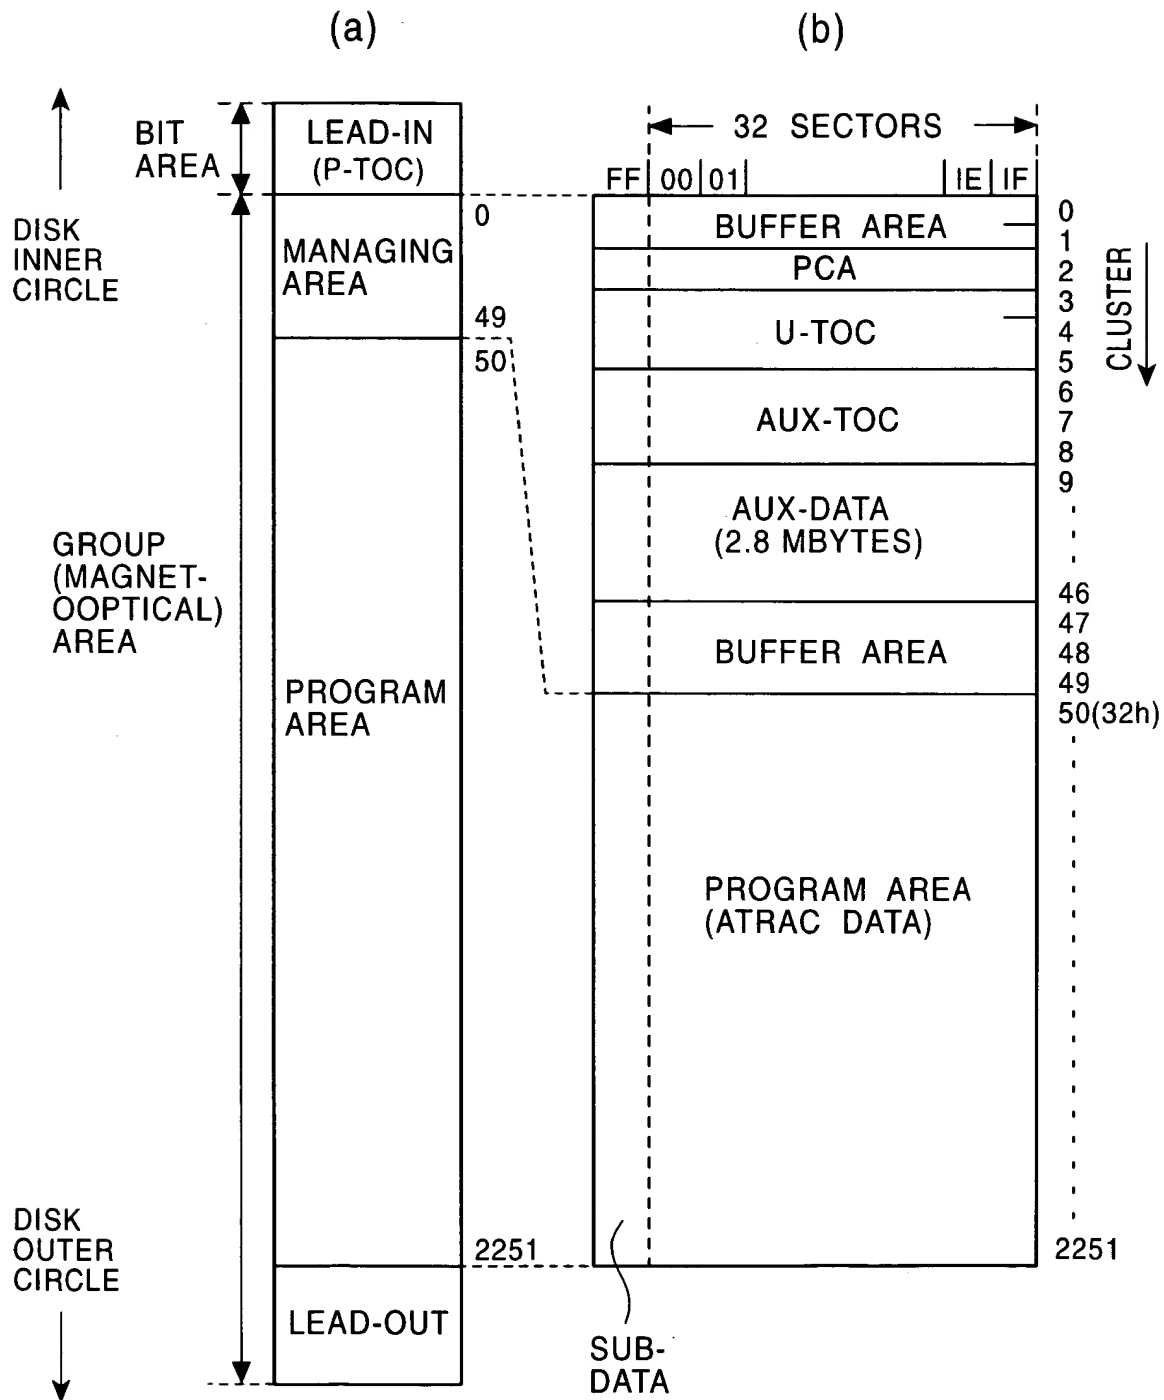 (a)
BIT
AREA
LEAD-IN
(P-TOC)
DISK
INNER
CIRCLE
0
MANAGING
AREA
49
50
GROUP
(MAGNET-
OOPTICAL)
AREA
PROGRAM
AREA
DISK
OUTER
CIRCLE
2251
LEAD-OUT
(b)
32 SECTORS
FF 00 01 IE IF
BUFFER AREA
0
1
PCA
2
U-TOC
3
4
5
AUX-TOC
6
7
8
AUX-DATA
(2.8 MBYTES)
9
46
BUFFER AREA
47
48
49
50(32h)
CLUSTER
PROGRAM AREA
(ATRAC DATA)
2251
SUB-
DATA